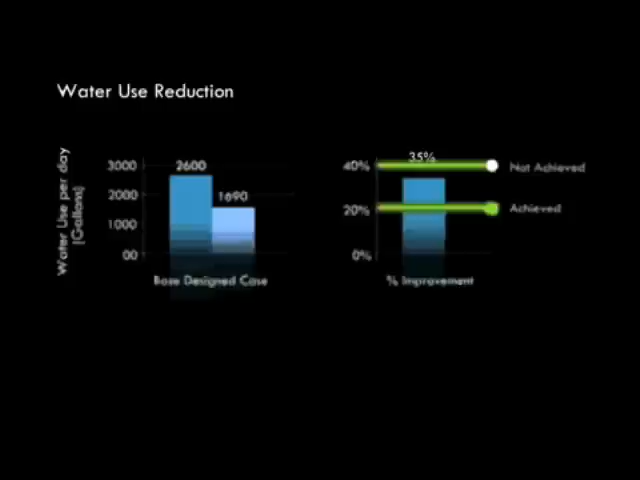 Water Use Reduction
Water Use per day
[Gallons]
3000
2000
1000
00
2600
1690
Base Designed Case
40%
20%
0%
35%
Not Achieved
Achieved
% Improvement